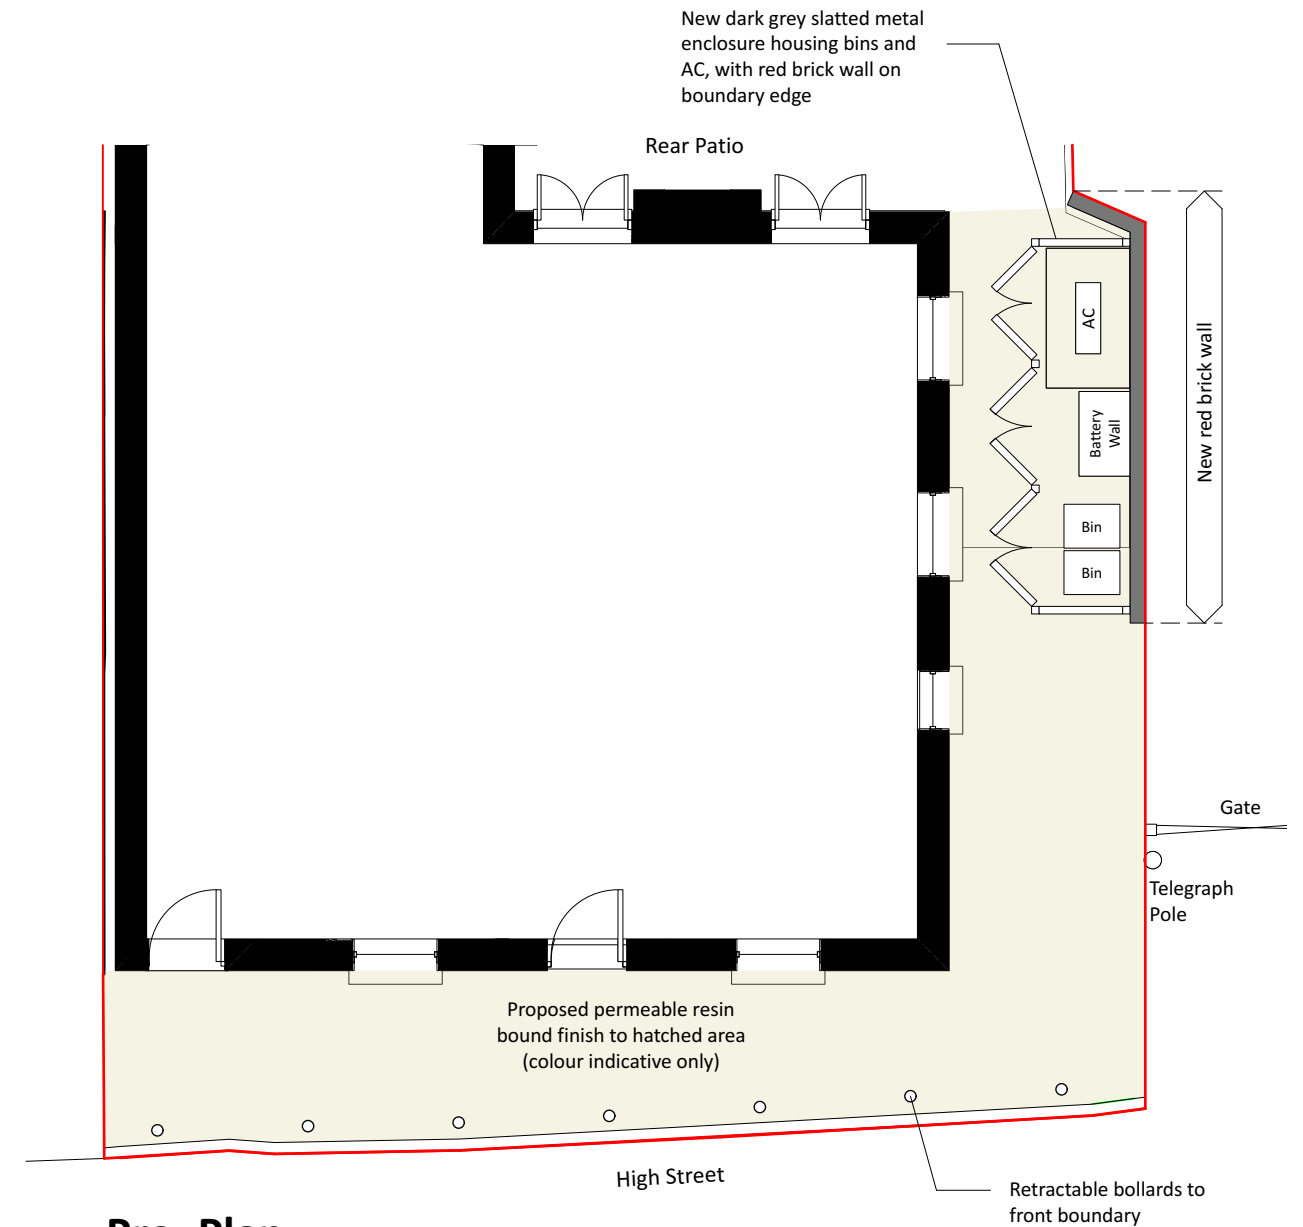 New dark grey slatted metal
enclosure housing bins and
AC, with red brick wall on
boundary edge
Rear Patio
AC
Battery
Wall
New red brick wall
Bin
Bin
Gate
Telegraph
Pole
Proposed permeable resin
bound finish to hatched area
(colour indicative only)
High Street
Retractable bollards to
front boundary